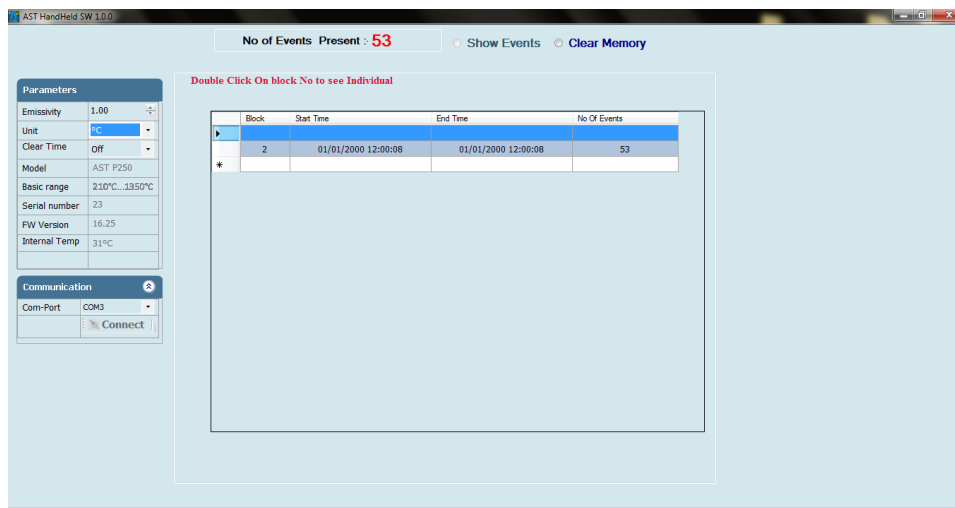 AST HandHeld SW 1.0.0
No of Events Present : 53
Show Events
Clear Memory
Double Click On block No to see Individual
Parameters
Emissivity 1.00
Unit °C
Clear Time Off
Model AST P250
Basic range 210°C...1350°C
Serial number 23
FW Version 16.25
Internal Temp 31°C
Communication
Com-Port COM3
Connect
Block Start Time End Time No Of Events
2 01/01/2000 12:00:08 01/01/2000 12:00:08 53